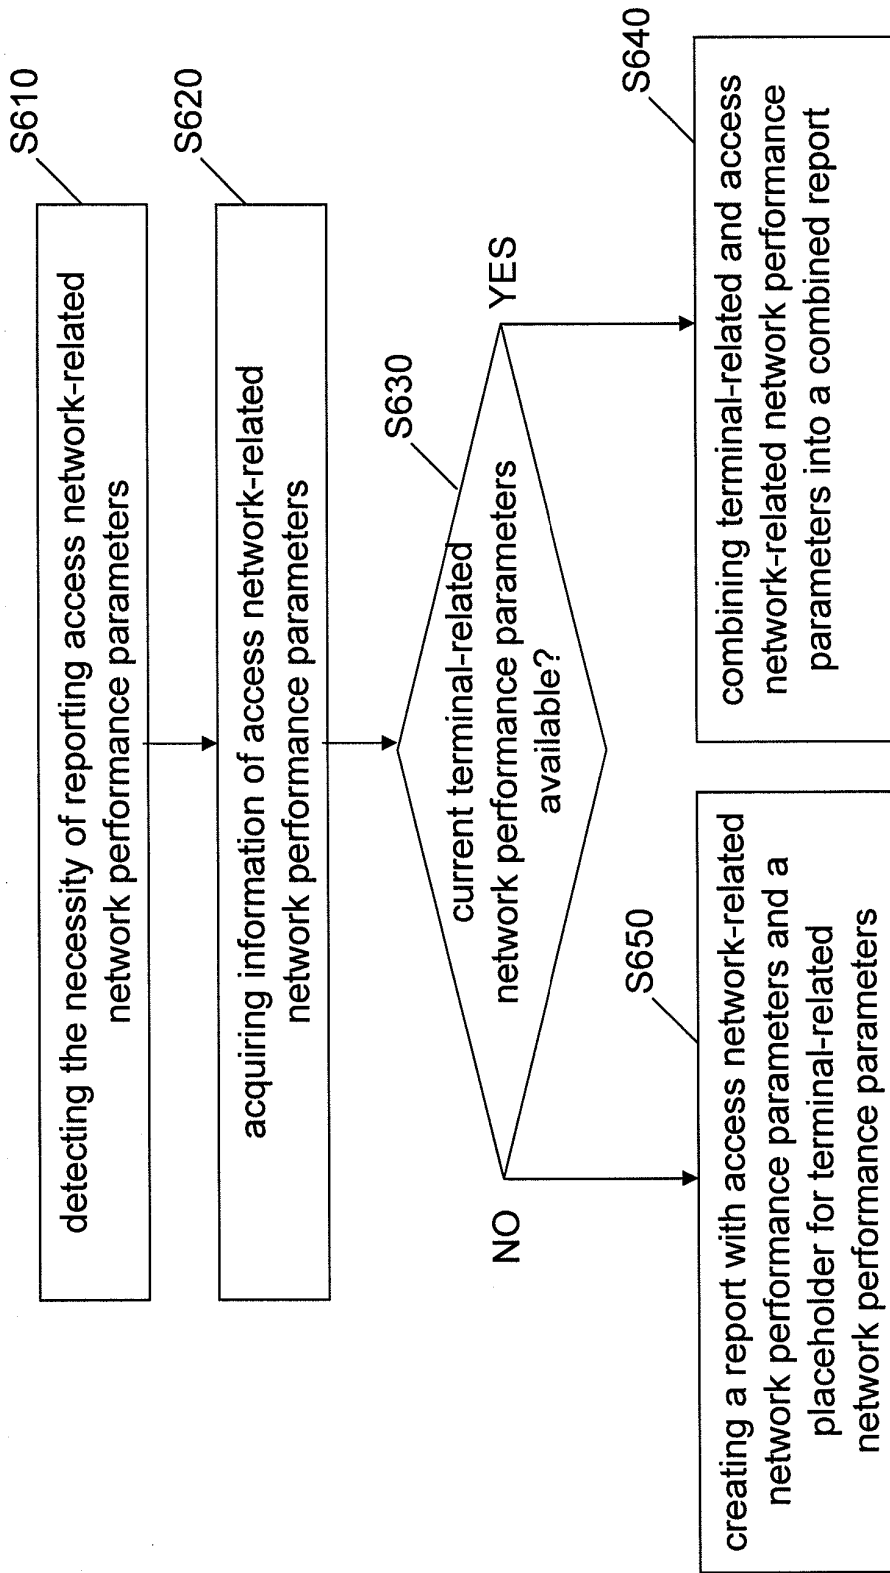 S610
detecting the necessity of reporting access network-related
network performance parameters
S620
acquiring information of access network-related
network performance parameters
S630
current terminal-related
network performance parameters
available?
NO
YES
S650
creating a report with access network-related
network performance parameters and a
placeholder for terminal-related
network performance parameters
S640
combining terminal-related and access
network-related network performance
parameters into a combined report